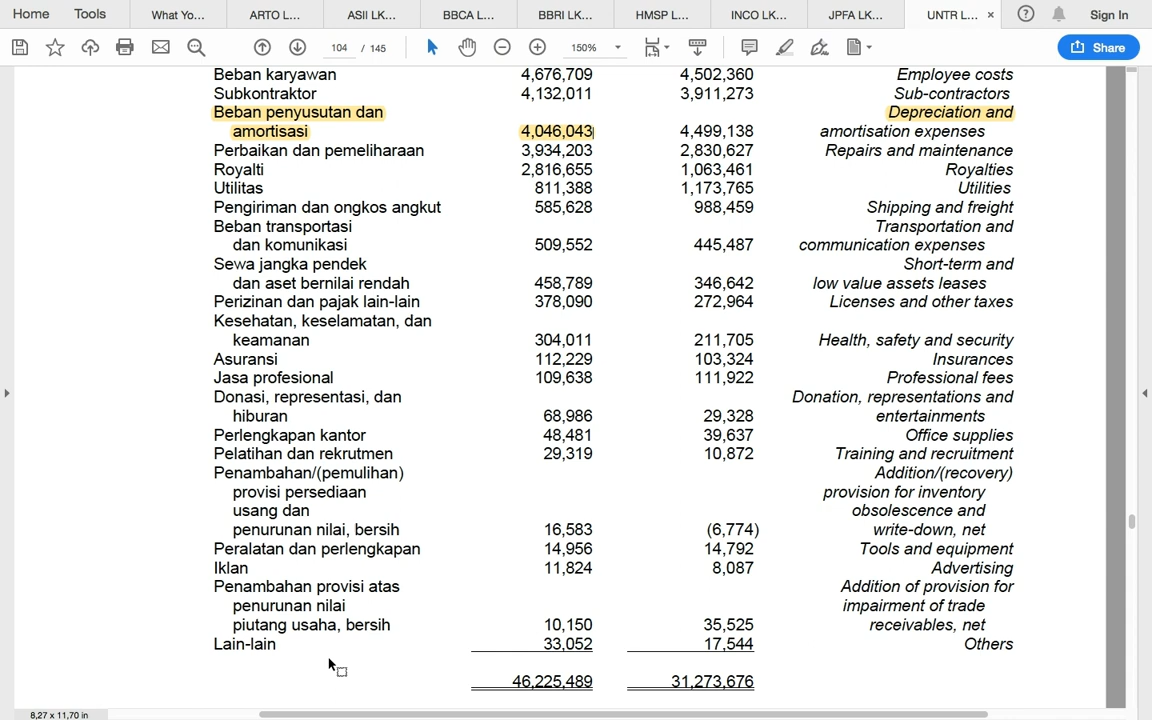 Home Tools What Yo... ARTO L... ASII LK... BBCA L... BBRI LK... HMSP L... INCO LK... JPFA LK... UNTR L... × Sign In
104 / 145 150% Share
Beban karyawan 4,676,709 4,502,360 Employee costs
Subkontraktor 4,132,011 3,911,273 Sub-contractors
Beban penyusutan dan Depreciation and
amortisasi 4,046,043 4,499,138 amortisation expenses
Perbaikan dan pemeliharaan 3,934,203 2,830,627 Repairs and maintenance
Royalti 2,816,655 1,063,461 Royalties
Utilitas 811,388 1,173,765 Utilities
Pengiriman dan ongkos angkut 585,628 988,459 Shipping and freight
Beban transportasi Transportation and
dan komunikasi 509,552 445,487 communication expenses
Sewa jangka pendek Short-term and
dan aset bernilai rendah 458,789 346,642 low value assets leases
Perizinan dan pajak lain-lain 378,090 272,964 Licenses and other taxes
Kesehatan, keselamatan, dan
keamanan 304,011 211,705 Health, safety and security
Asuransi 112,229 103,324 Insurances
Jasa profesional 109,638 111,922 Professional fees
Donasi, representasi, dan Donation, representations and
hiburan 68,986 29,328 entertainments
Perlengkapan kantor 48,481 39,637 Office supplies
Pelatihan dan rekrutmen 29,319 10,872 Training and recruitment
Penambahan/(pemulihan) Addition/(recovery)
provisi persediaan provision for inventory
usang dan obsolescence and
penurunan nilai, bersih 16,583 (6,774) write-down, net
Peralatan dan perlengkapan 14,956 14,792 Tools and equipment
Iklan 11,824 8,087 Advertising
Penambahan provisi atas Addition of provision for
penurunan nilai impairment of trade
piutang usaha, bersih 10,150 35,525 receivables, net
Lain-lain 33,052 17,544 Others
46,225,489 31,273,676
8,27 x 11,70 in